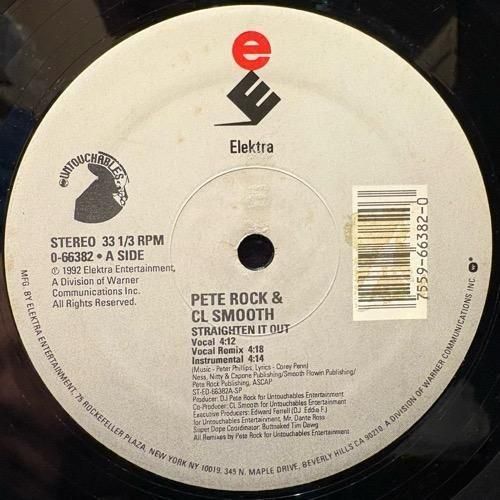 e
Elektra
UNTOUCHABLES
STEREO 33 1/3 RPM
0-66382 • A SIDE
℗ 1992 Elektra Entertainment,
A Division of Warner
Communications Inc.
All Rights Reserved.
7559-66382-0
PETE ROCK &
CL SMOOTH
STRAIGHTEN IT OUT
Vocal 4:12
Vocal Remix 4:18
Instrumental 4:14
(Music - Peter Phillips, Lyrics - Corey Penn)
Ness, Nitty & Capone Publishing/Smooth Flowin Publishing/
Pete Rock Publishing, ASCAP
ST-ED-66382A-SP
Producer: DJ Pete Rock for Untouchables Entertainment
Co-Producer: CL Smooth for Untouchables Entertainment
Executive Producers: Edward Ferrell (DJ Eddie F.)
for Untouchables Entertainment, Mr. Dante Ross
Super Dope Coordinator: Buttnaked Tim Dawg
All Remixes by Pete Rock for Untouchables Entertainment
MFG. BY ELEKTRA ENTERTAINMENT, 75 ROCKEFELLER PLAZA, NEW YORK NY 10019, 345 N. MAPLE DRIVE, BEVERLY HILLS CA 90210. A DIVISION OF WARNER COMMUNICATIONS INC.